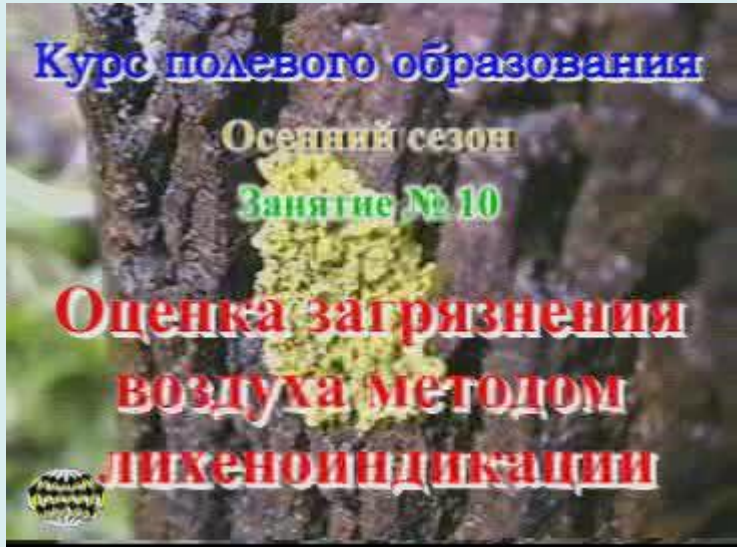 Курс полевого образования
Осенний сезон
Занятие № 10
Оценка загрязнения
воздуха методом
лихеноиндикации